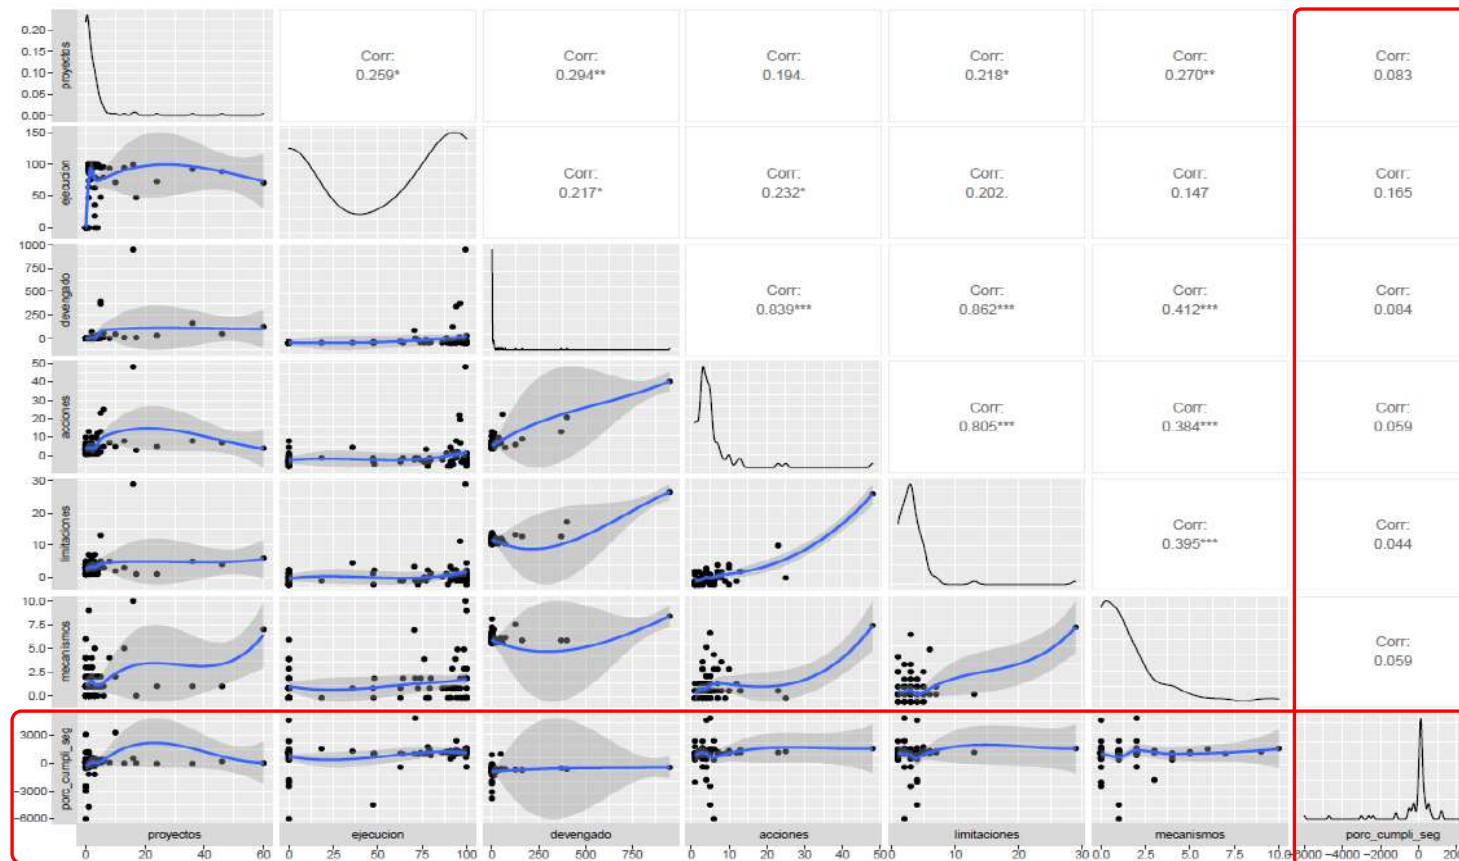 0.20
0.15
0.10
0.05
0.00
proyectos
Corr:
0.259*
Corr:
0.294**
Corr:
0.194.
Corr:
0.218*
Corr:
0.270**
Corr:
0.083
150
100
50
0
ejecucion
Corr:
0.217*
Corr:
0.232*
Corr:
0.202.
Corr:
0.147
Corr:
0.165
1000
750
500
250
0
devengado
Corr:
0.839***
Corr:
0.862***
Corr:
0.412***
Corr:
0.084
50
40
30
20
10
0
acciones
Corr:
0.805***
Corr:
0.384***
Corr:
0.059
30
20
10
0
limitaciones
Corr:
0.395***
Corr:
0.044
10.0
7.5
5.0
2.5
0.0
mecanismos
Corr:
0.059
3000
0
-3000
-6000
porc_cumpli_seg
proyectos
ejecucion
devengado
acciones
limitaciones
mecanismos
porc_cumpli_seg
0 20 40 60
0 25 50 75 100
0 250 500 750
0 10 20 30 40 50
0 10 20 30
0.0 2.5 5.0 7.5 10.0
-4000 -2000 0